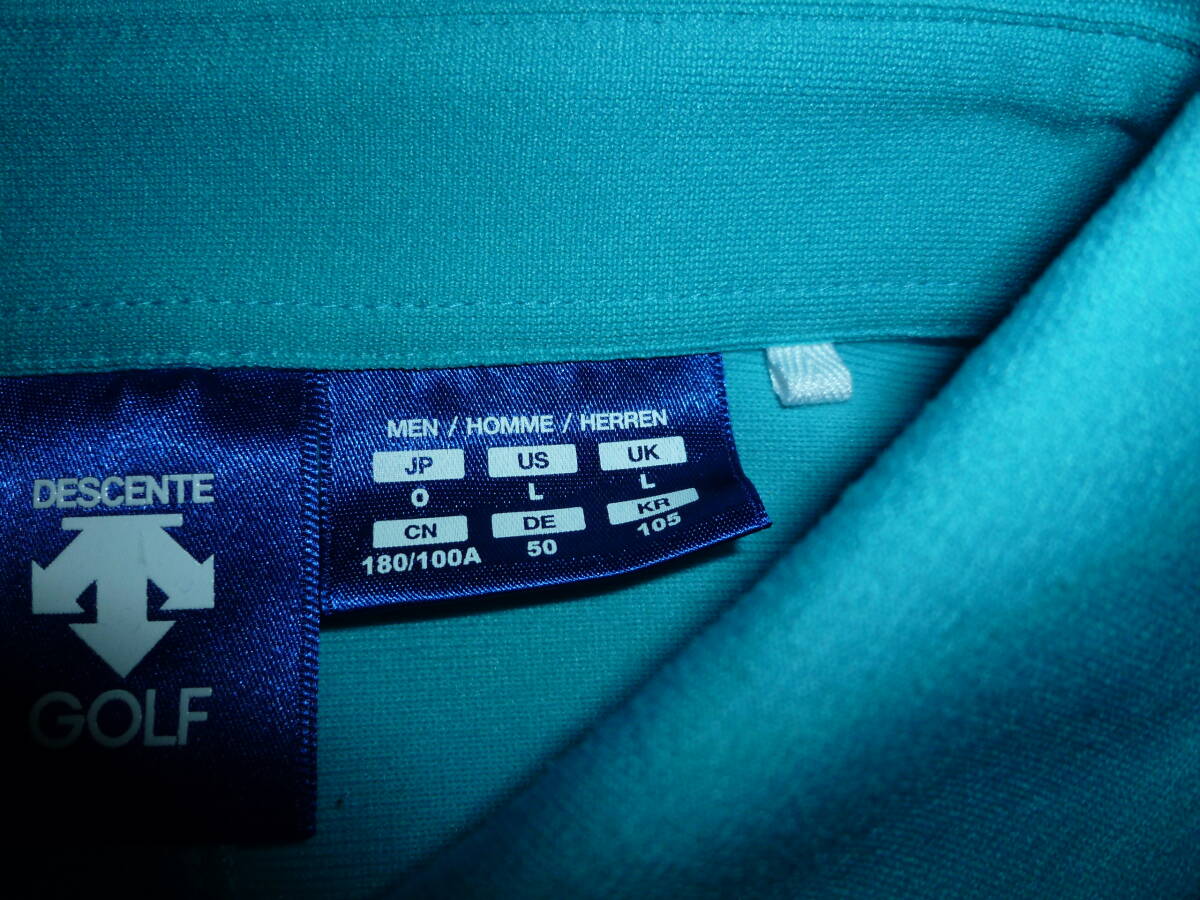 DESCENTE
GOLF
MEN / HOMME / HERREN
JP US UK
O L L
CN DE KR
180/100A 50 105